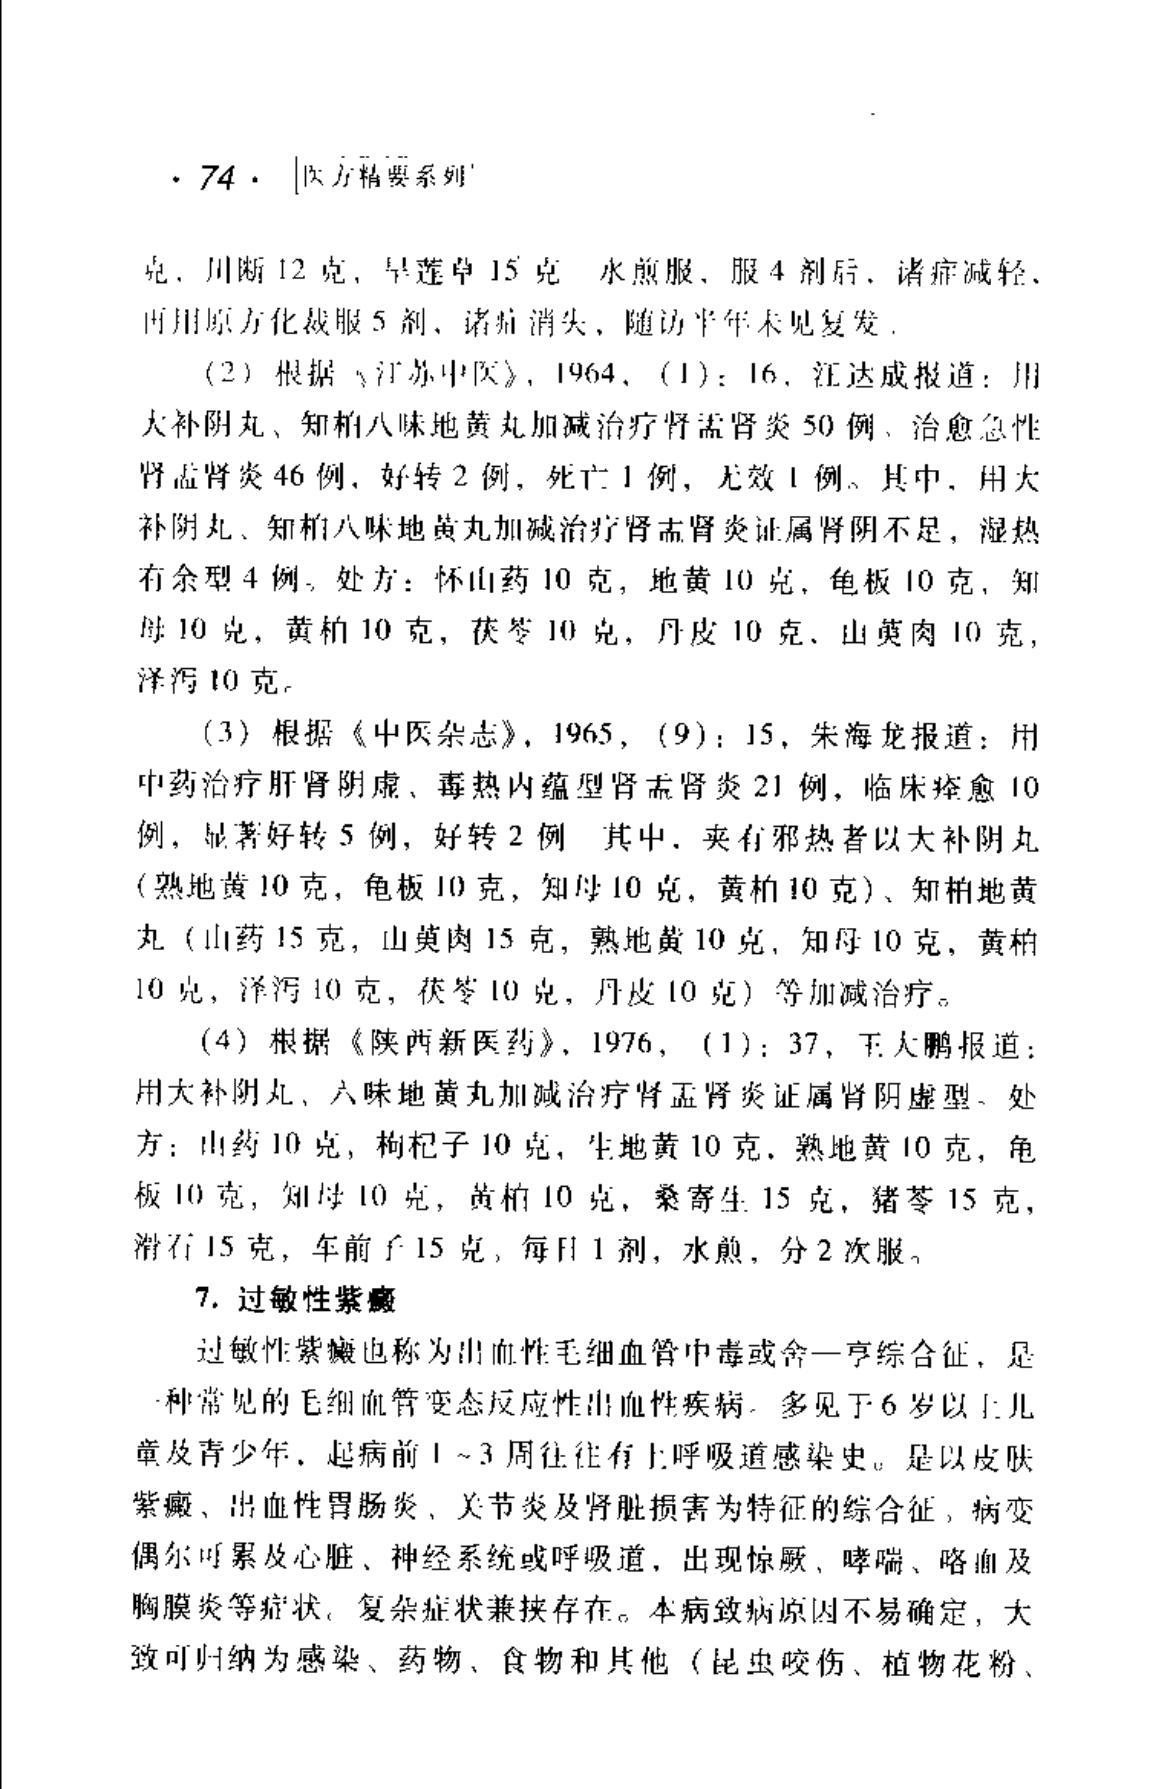 · 74 · 医方精要系列
克，川断 12 克，旱莲草 15 克 水煎服，服 4 剂后，诸症减轻，
再用原方化裁服 5 剂，诸症消失，随访半年未见复发．
（2）根据《江苏中医》，1964，（1）：16，江达成报道：用
大补阴丸、知柏八味地黄丸加减治疗肾盂肾炎 50 例，治愈急性
肾盂肾炎 46 例，好转 2 例，死亡 1 例，无效 1 例。其中，用大
补阴丸、知柏八味地黄丸加减治疗肾盂肾炎证属肾阴不足，湿热
有余型 4 例。处方：怀山药 10 克，地黄 10 克，龟板 10 克，知
母 10 克，黄柏 10 克，茯苓 10 克，丹皮 10 克、山萸肉 10 克，
泽泻 10 克。
（3）根据《中医杂志》，1965，（9）：15，朱海龙报道：用
中药治疗肝肾阴虚、毒热内蕴型肾盂肾炎 21 例，临床痊愈 10
例，显著好转 5 例，好转 2 例 其中，夹有邪热者以大补阴丸
（熟地黄 10 克，龟板 10 克，知母 10 克，黄柏 10 克）、知柏地黄
丸（山药 15 克，山萸肉 15 克，熟地黄 10 克，知母 10 克，黄柏
10 克，泽泻 10 克，茯苓 10 克，丹皮 10 克）等加减治疗。
（4）根据《陕西新医药》，1976，（1）：37，王大鹏报道：
用大补阴丸、六味地黄丸加减治疗肾盂肾炎证属肾阴虚型。处
方：山药 10 克，枸杞子 10 克，生地黄 10 克，熟地黄 10 克，龟
板 10 克，知母 10 克，黄柏 10 克，桑寄生 15 克，猪苓 15 克，
滑石 15 克，车前子 15 克，每日 1 剂，水煎，分 2 次服。
7. 过敏性紫癜
过敏性紫癜也称为出血性毛细血管中毒或舍—亨综合征，是
一种常见的毛细血管变态反应性出血性疾病。多见于 6 岁以上儿
童及青少年，起病前 1～3 周往往有上呼吸道感染史。是以皮肤
紫癜、出血性胃肠炎、关节炎及肾脏损害为特征的综合征，病变
偶尔可累及心脏、神经系统或呼吸道，出现惊厥、哮喘、咯血及
胸膜炎等症状。复杂症状兼挟存在。本病致病原因不易确定，大
致可归纳为感染、药物、食物和其他（昆虫咬伤、植物花粉、